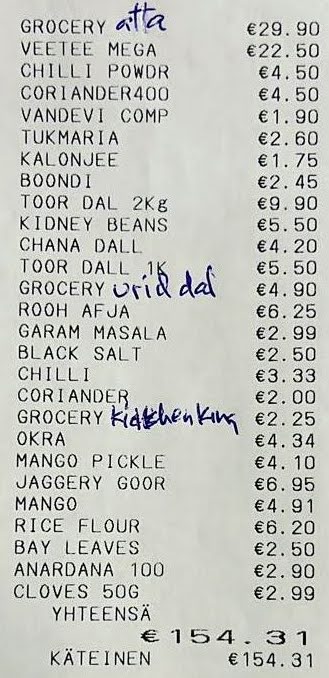 GROCERY atta €29.90
VEETEE MEGA €22.50
CHILLI POWDR €4.50
CORIANDER400 €4.50
VANDEVI COMP €1.90
TUKMARIA €2.60
KALONJEE €1.75
BOONDI €2.45
TOOR DAL 2Kg €9.90
KIDNEY BEANS €5.50
CHANA DALL €4.20
TOOR DALL 1K €5.50
GROCERY urid dal €4.90
ROOH AFJA €6.25
GARAM MASALA €2.99
BLACK SALT €2.50
CHILLI €3.33
CORIANDER €2.00
GROCERY kidchenking €2.25
OKRA €4.34
MANGO PICKLE €4.10
JAGGERY GOOR €6.95
MANGO €4.91
RICE FLOUR €6.20
BAY LEAVES €2.50
ANARDANA 100 €2.90
CLOVES 50G €2.99
YHTEENSÄ
€154.31
KÄTEINEN €154.31